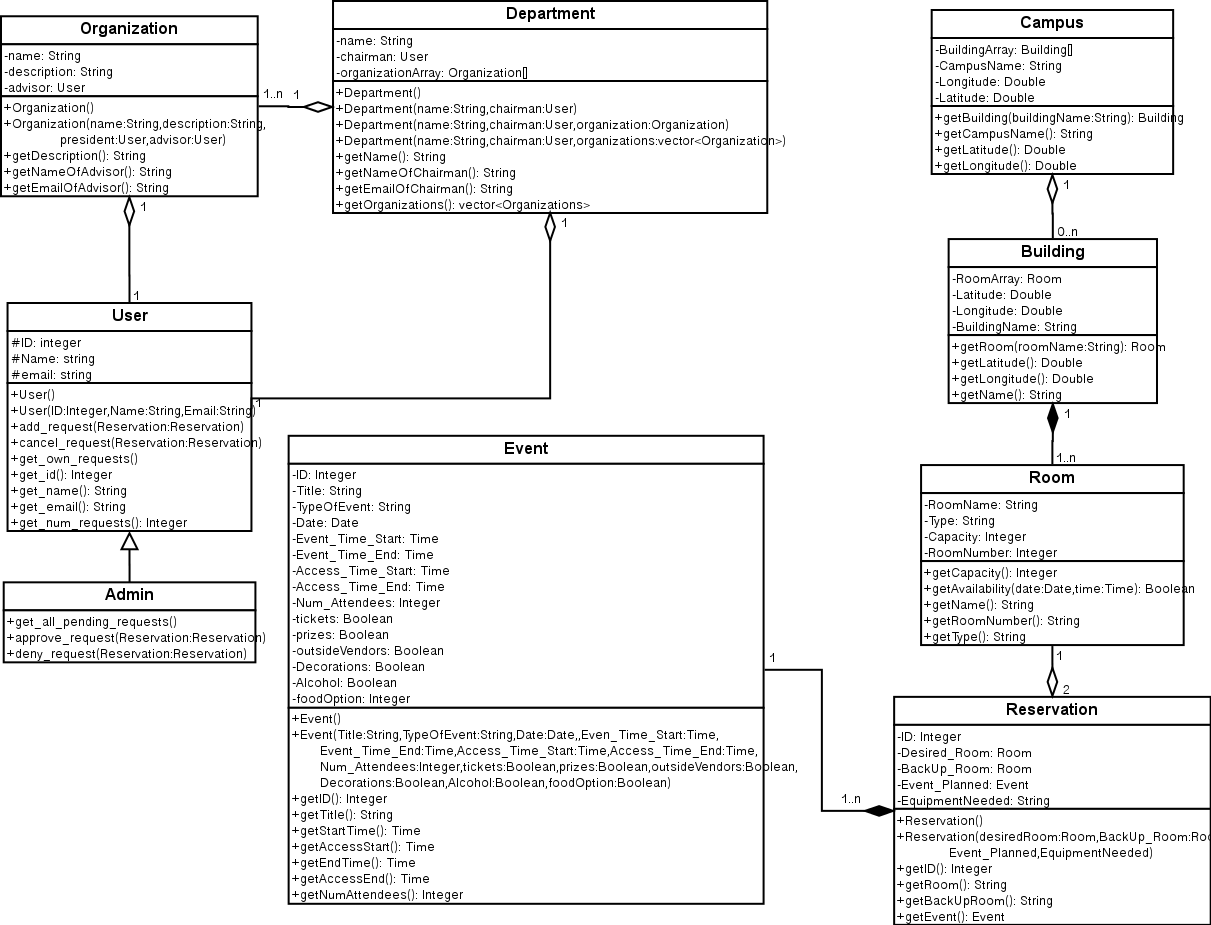 Organization
-name: String
-description: String
-advisor: User
+Organization()
+Organization(name:String,description:String,
president:User,advisor:User)
+getDescription(): String
+getNameOfAdvisor(): String
+getEmailOfAdvisor(): String
1..n
1
Department
-name: String
-chairman: User
-organizationArray: Organization[]
+Department()
+Department(name:String,chairman:User)
+Department(name:String,chairman:User,organization:Organization)
+Department(name:String,chairman:User,organizations:vector<Organization>)
+getName(): String
+getNameOfChairman(): String
+getEmailOfChairman(): String
+getOrganizations(): vector<Organizations>
1
1
1
1
User
#ID: integer
#Name: string
#email: string
+User()
+User(ID:Integer,Name:String,Email:String)
+add_request(Reservation:Reservation)
+cancel_request(Reservation:Reservation)
+get_own_requests()
+get_id(): Integer
+get_name(): String
+get_email(): String
+get_num_requests(): Integer
Admin
+get_all_pending_requests()
+approve_request(Reservation:Reservation)
+deny_request(Reservation:Reservation)
Event
-ID: Integer
-Title: String
-TypeOfEvent: String
-Date: Date
-Event_Time_Start: Time
-Event_Time_End: Time
-Access_Time_Start: Time
-Access_Time_End: Time
-Num_Attendees: Integer
-tickets: Boolean
-prizes: Boolean
-outsideVendors: Boolean
-Decorations: Boolean
-Alcohol: Boolean
-foodOption: Integer
+Event()
+Event(Title:String,TypeOfEvent:String,Date:Date,,Even_Time_Start:Time,
Event_Time_End:Time,Access_Time_Start:Time,Access_Time_End:Time,
Num_Attendees:Integer,tickets:Boolean,prizes:Boolean,outsideVendors:Boolean,
Decorations:Boolean,Alcohol:Boolean,foodOption:Boolean)
+getID(): Integer
+getTitle(): String
+getStartTime(): Time
+getAccessStart(): Time
+getEndTime(): Time
+getAccessEnd(): Time
+getNumAttendees(): Integer
1
1..n
Campus
-BuildingArray: Building[]
-CampusName: String
-Longitude: Double
-Latitude: Double
+getBuilding(buildingName:String): Building
+getCampusName(): String
+getLatitude(): Double
+getLongitude(): Double
1
0..n
Building
-RoomArray: Room
-Latitude: Double
-Longitude: Double
-BuildingName: String
+getRoom(roomName:String): Room
+getLatitude(): Double
+getLongitude(): Double
+getName(): String
1
1..n
Room
-RoomName: String
-Type: String
-Capacity: Integer
-RoomNumber: Integer
+getCapacity(): Integer
+getAvailability(date:Date,time:Time): Boolean
+getName(): String
+getRoomNumber(): String
+getType(): String
1
2
Reservation
-ID: Integer
-Desired_Room: Room
-BackUp_Room: Room
-Event_Planned: Event
-EquipmentNeeded: String
+Reservation()
+Reservation(desiredRoom:Room,BackUp_Room:Roo
Event_Planned,EquipmentNeeded)
+getID(): Integer
+getRoom(): String
+getBackUpRoom(): String
+getEvent(): Event